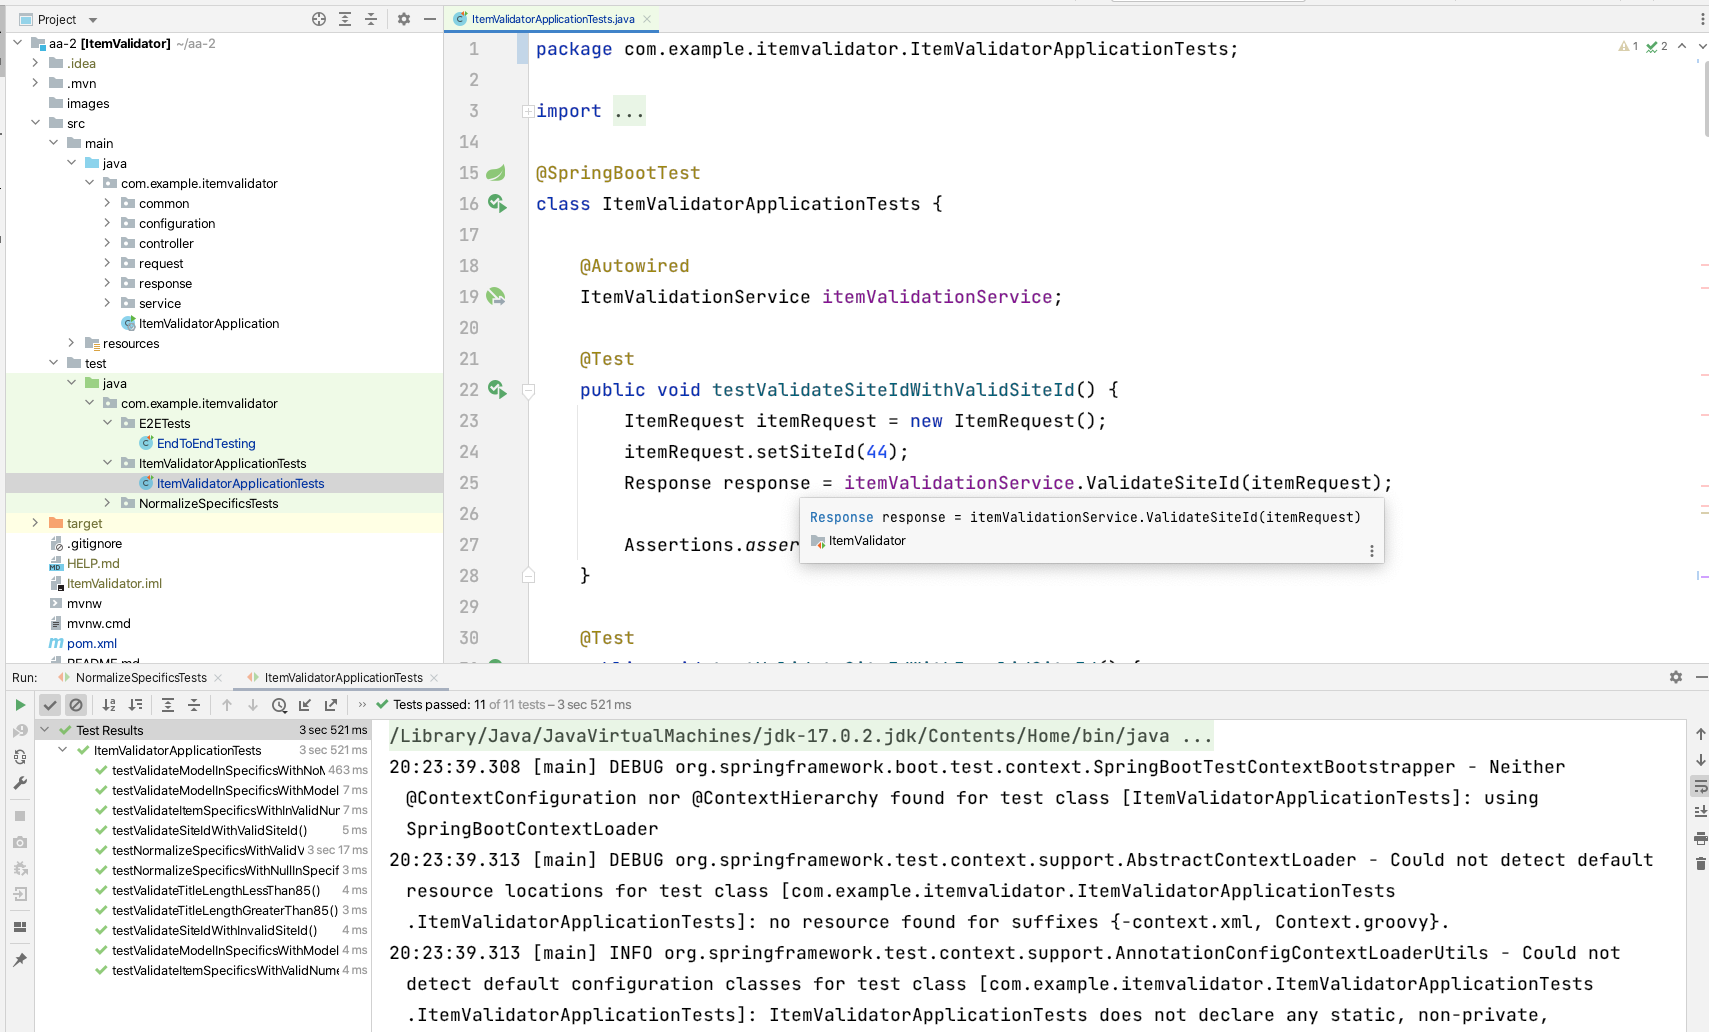 Project
ItemValidatorApplicationTests.java
aa-2 [ItemValidator] ~/aa-2
.idea
.mvn
images
src
main
java
com.example.itemvalidator
common
configuration
controller
request
response
service
ItemValidatorApplication
resources
test
java
com.example.itemvalidator
E2ETests
EndToEndTesting
ItemValidatorApplicationTests
ItemValidatorApplicationTests
NormalizeSpecificsTests
target
.gitignore
HELP.md
ItemValidator.iml
mvnw
mvnw.cmd
pom.xml
README.md
1 package com.example.itemvalidator.ItemValidatorApplicationTests;
1 2
2
3 import ...
14
15 @SpringBootTest
16 class ItemValidatorApplicationTests {
17
18 @Autowired
19 ItemValidationService itemValidationService;
20
21 @Test
22 public void testValidateSiteIdWithValidSiteId() {
23 ItemRequest itemRequest = new ItemRequest();
24 itemRequest.setSiteId(44);
25 Response response = itemValidationService.ValidateSiteId(itemRequest);
26
Response response = itemValidationService.ValidateSiteId(itemRequest)
ItemValidator
27 Assertions.asser
28 }
29
30 @Test
Run: NormalizeSpecificsTests ItemValidatorApplicationTests
Tests passed: 11 of 11 tests – 3 sec 521 ms
Test Results 3 sec 521 ms
ItemValidatorApplicationTests 3 sec 521 ms
testValidateModelInSpecificsWithNoM 463 ms
testValidateModelInSpecificsWithModel 7 ms
testValidateItemSpecificsWithInValidNur 7 ms
testValidateSiteIdWithValidSiteId() 5 ms
testNormalizeSpecificsWithValidV 3 sec 17 ms
testNormalizeSpecificsWithNullInSpecif 3 ms
testValidateTitleLengthLessThan85() 4 ms
testValidateTitleLengthGreaterThan85() 3 ms
testValidateSiteIdWithInvalidSiteId() 4 ms
testValidateModelInSpecificsWithModel 4 ms
testValidateItemSpecificsWithValidNume 4 ms
/Library/Java/JavaVirtualMachines/jdk-17.0.2.jdk/Contents/Home/bin/java ...
20:23:39.308 [main] DEBUG org.springframework.boot.test.context.SpringBootTestContextBootstrapper - Neither
@ContextConfiguration nor @ContextHierarchy found for test class [ItemValidatorApplicationTests]: using
SpringBootContextLoader
20:23:39.313 [main] DEBUG org.springframework.test.context.support.AbstractContextLoader - Could not detect default
resource locations for test class [com.example.itemvalidator.ItemValidatorApplicationTests
.ItemValidatorApplicationTests]: no resource found for suffixes {-context.xml, Context.groovy}.
20:23:39.313 [main] INFO org.springframework.test.context.support.AnnotationConfigContextLoaderUtils - Could not
detect default configuration classes for test class [com.example.itemvalidator.ItemValidatorApplicationTests
.ItemValidatorApplicationTests]: ItemValidatorApplicationTests does not declare any static, non-private,